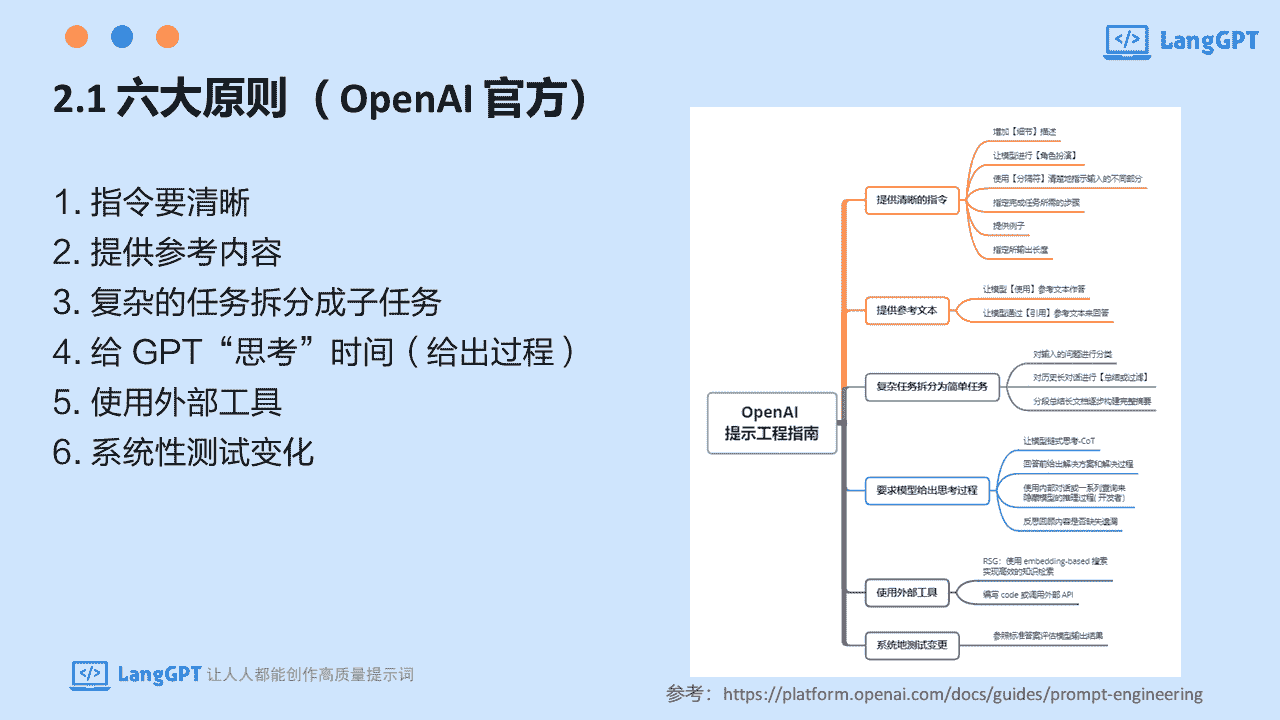 LangGPT
2.1 六大原则（OpenAI 官方）
1. 指令要清晰
2. 提供参考内容
3. 复杂的任务拆分成子任务
4. 给 GPT“思考”时间（给出过程）
5. 使用外部工具
6. 系统性测试变化
OpenAI
提示工程指南
提供清晰的指令
增加【细节】描述
让模型进行【角色扮演】
使用【分隔符】清楚地指示输入的不同部分
指定完成任务所需的步骤
提供例子
指定所输出长度
提供参考文本
让模型【使用】参考文本作答
让模型通过【引用】参考文本来回答
复杂任务拆分为简单任务
对输入的问题进行分类
对历史长对话进行【总结或过滤】
分段总结长文档逐步构建完整摘要
要求模型给出思考过程
让模型链式思考-CoT
回答前给出解决方案和解决过程
使用内部对话或一系列查询来
隐藏模型的推理过程( 开发者)
反思回顾内容是否缺失遗漏
使用外部工具
RSG：使用 embedding-based 搜索
实现高效的知识检索
编写 code 或调用外部 API
系统地测试变更
参照标准答案评估模型输出结果
LangGPT 让人人都能创作高质量提示词
参考：https://platform.openai.com/docs/guides/prompt-engineering